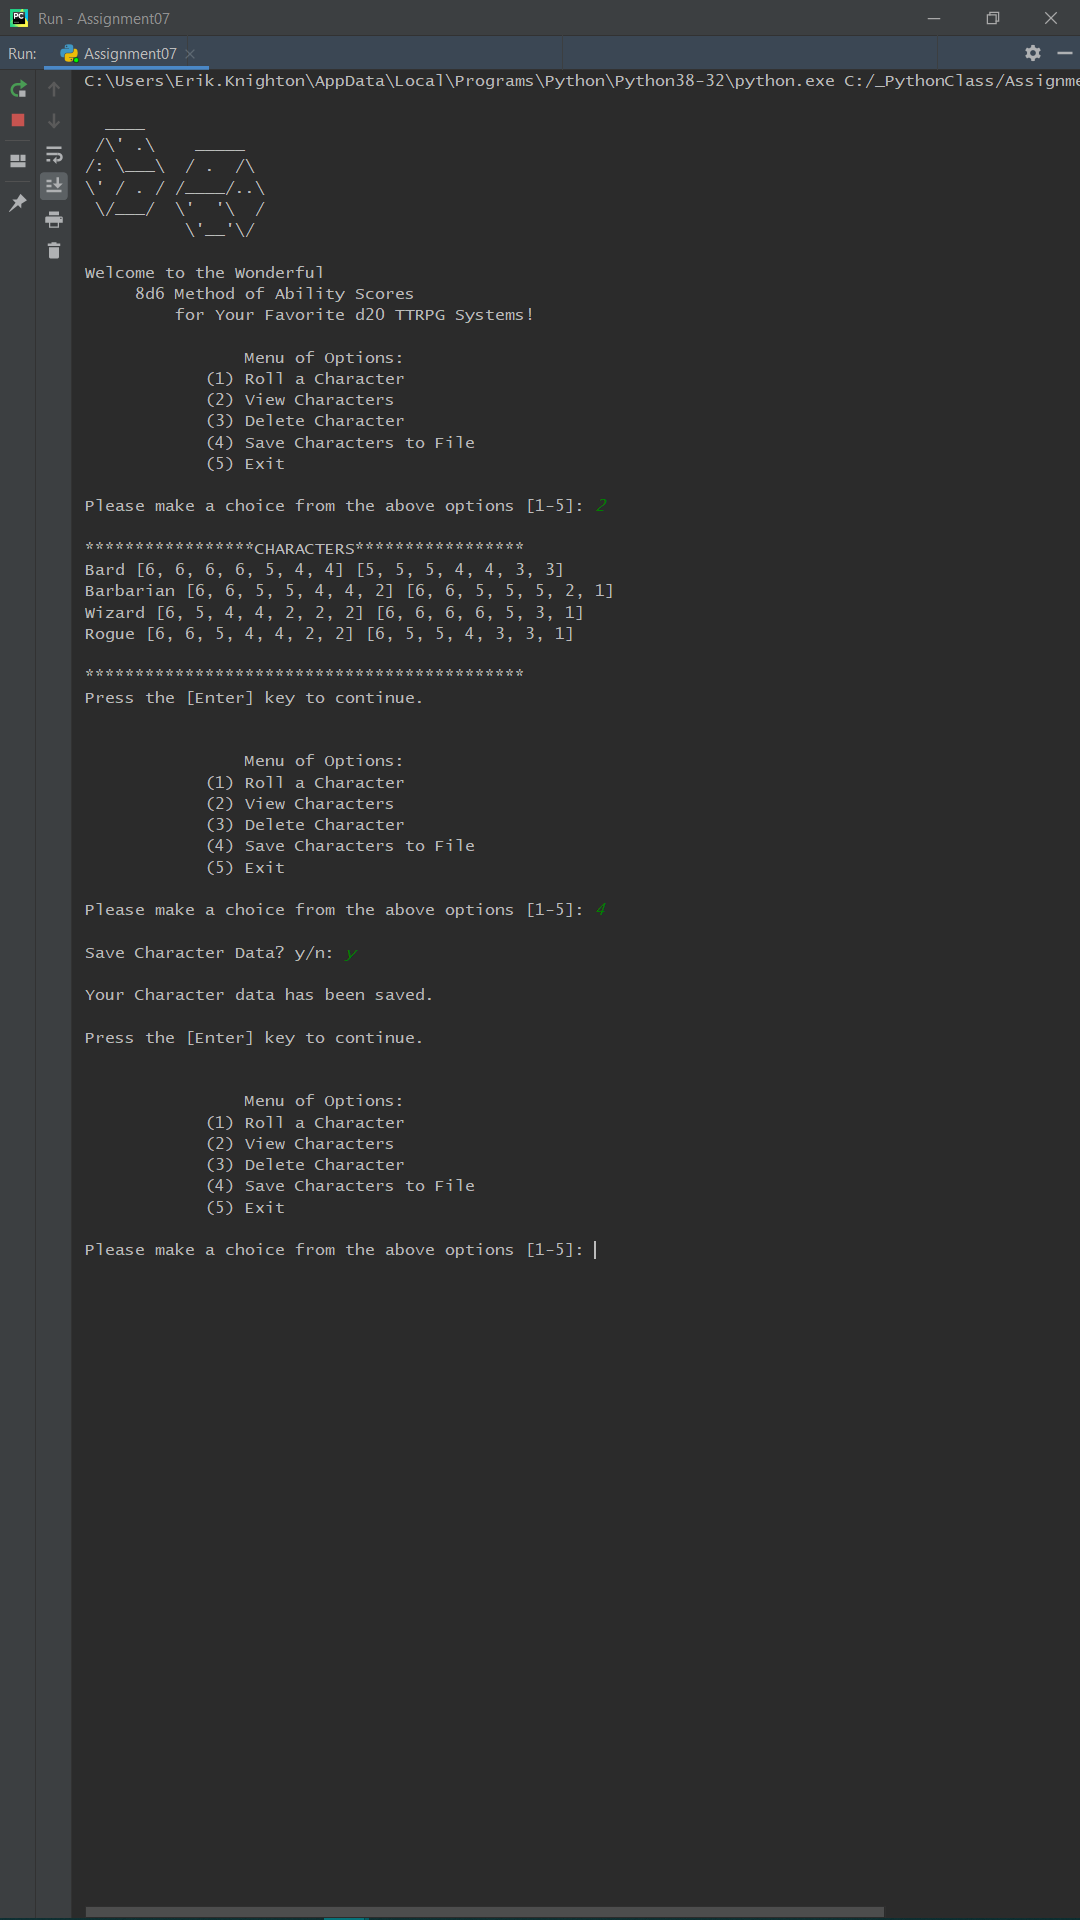 PC Run - Assignment07
Run: Assignment07
C:\Users\Erik.Knighton\AppData\Local\Programs\Python\Python38-32\python.exe C:/_PythonClass/Assignme
  ____
 /\' .\    _____
/: \___\  / .  /\
\' / . / /____/..\
 \/___/  \'  '\  /
          \'__'\/
Welcome to the Wonderful
     8d6 Method of Ability Scores
         for Your Favorite d20 TTRPG Systems!
                Menu of Options:
            (1) Roll a Character
            (2) View Characters
            (3) Delete Character
            (4) Save Characters to File
            (5) Exit
Please make a choice from the above options [1-5]: 2
*****************CHARACTERS*****************
Bard [6, 6, 6, 6, 5, 4, 4] [5, 5, 5, 4, 4, 3, 3]
Barbarian [6, 6, 5, 5, 4, 4, 2] [6, 6, 5, 5, 5, 2, 1]
Wizard [6, 5, 4, 4, 2, 2, 2] [6, 6, 6, 6, 5, 3, 1]
Rogue [6, 6, 5, 4, 4, 2, 2] [6, 5, 5, 4, 3, 3, 1]
********************************************
Press the [Enter] key to continue.
                Menu of Options:
            (1) Roll a Character
            (2) View Characters
            (3) Delete Character
            (4) Save Characters to File
            (5) Exit
Please make a choice from the above options [1-5]: 4
Save Character Data? y/n: y
Your Character data has been saved.
Press the [Enter] key to continue.
                Menu of Options:
            (1) Roll a Character
            (2) View Characters
            (3) Delete Character
            (4) Save Characters to File
            (5) Exit
Please make a choice from the above options [1-5]: